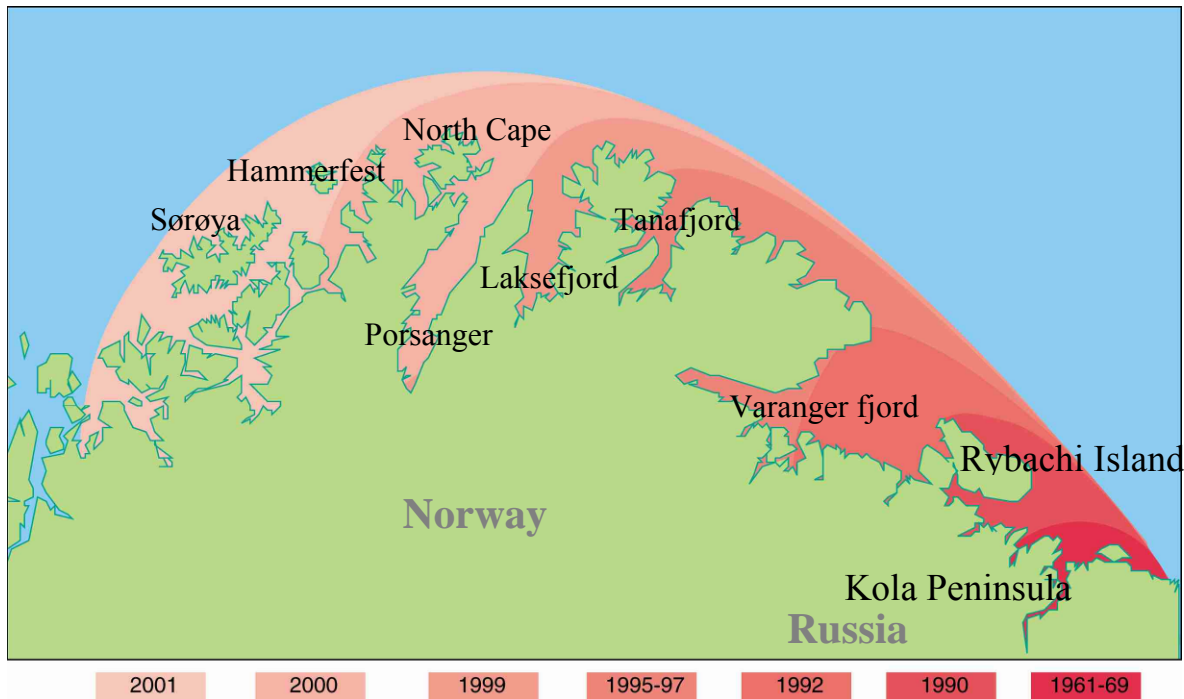 North Cape
Hammerfest
Sørøya
Tanafjord
Laksefjord
Porsanger
Varanger fjord
Rybachi Island
Norway
Kola Peninsula
Russia
2001 2000 1999 1995-97 1992 1990 1961-69